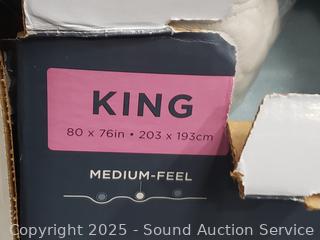 KING
80 x 76in • 203 x 193cm
MEDIUM-FEEL
Copyright © 2025 - Sound Auction Service